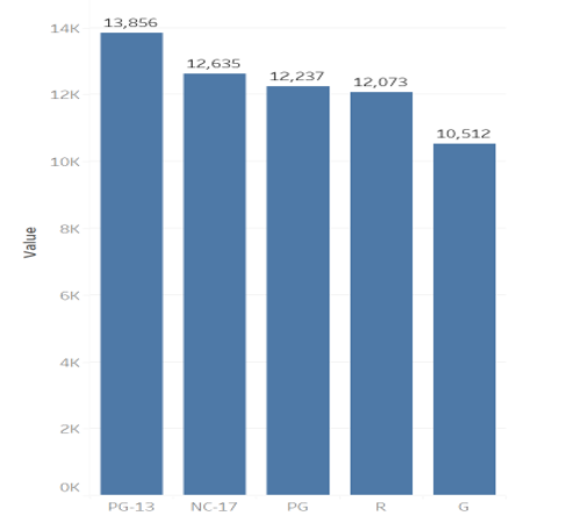 13,856
12,635
12,237
12,073
10,512
14K
12K
10K
8K
6K
4K
2K
0K
Value
PG-13 NC-17 PG R G